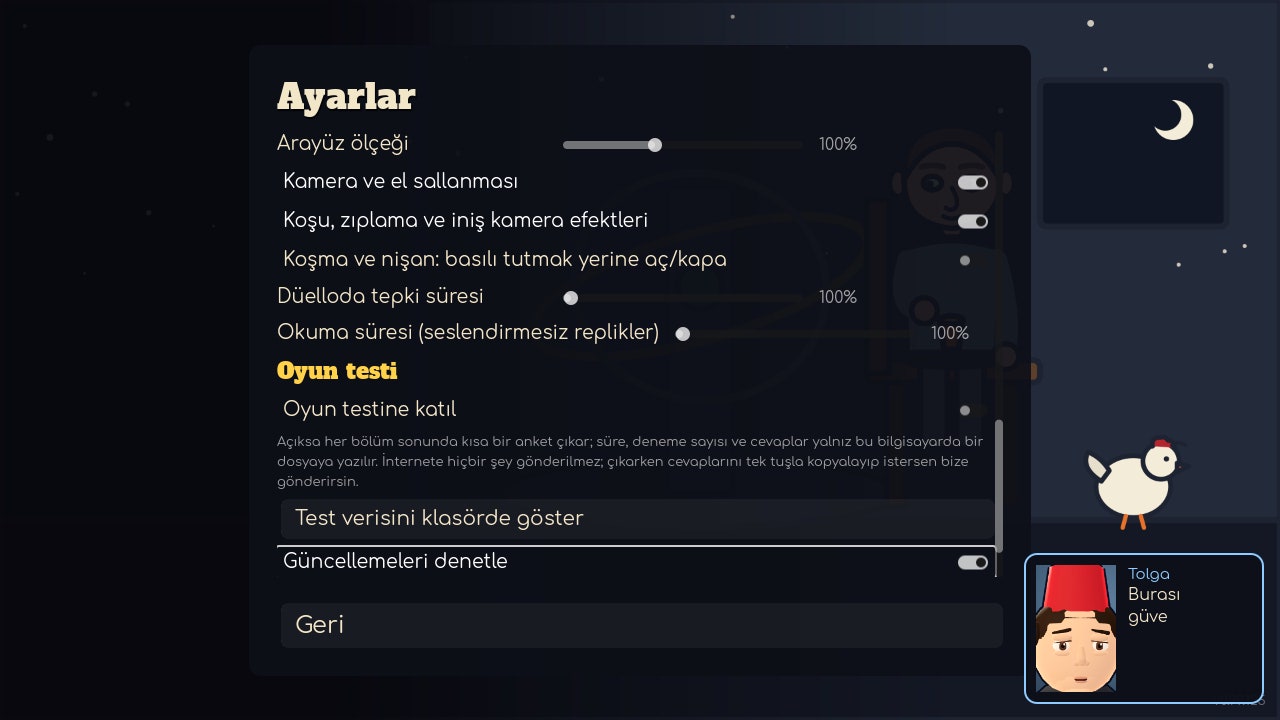 Ayarlar
Arayüz ölçeği 100%
Kamera ve el sallanması
Koşu, zıplama ve iniş kamera efektleri
Koşma ve nişan: basılı tutmak yerine aç/kapa
Düelloda tepki süresi 100%
Okuma süresi (seslendirmesiz replikler) 100%
Oyun testi
Oyun testine katıl
Açıksa her bölüm sonunda kısa bir anket çıkar; süre, deneme sayısı ve cevaplar yalnız bu bilgisayarda bir
dosyaya yazılır. İnternete hiçbir şey gönderilmez; çıkarken cevaplarını tek tuşla kopyalayıp istersen bize
gönderirsin.
Test verisini klasörde göster
Güncellemeleri denetle
Geri
Tolga
Burası
güve